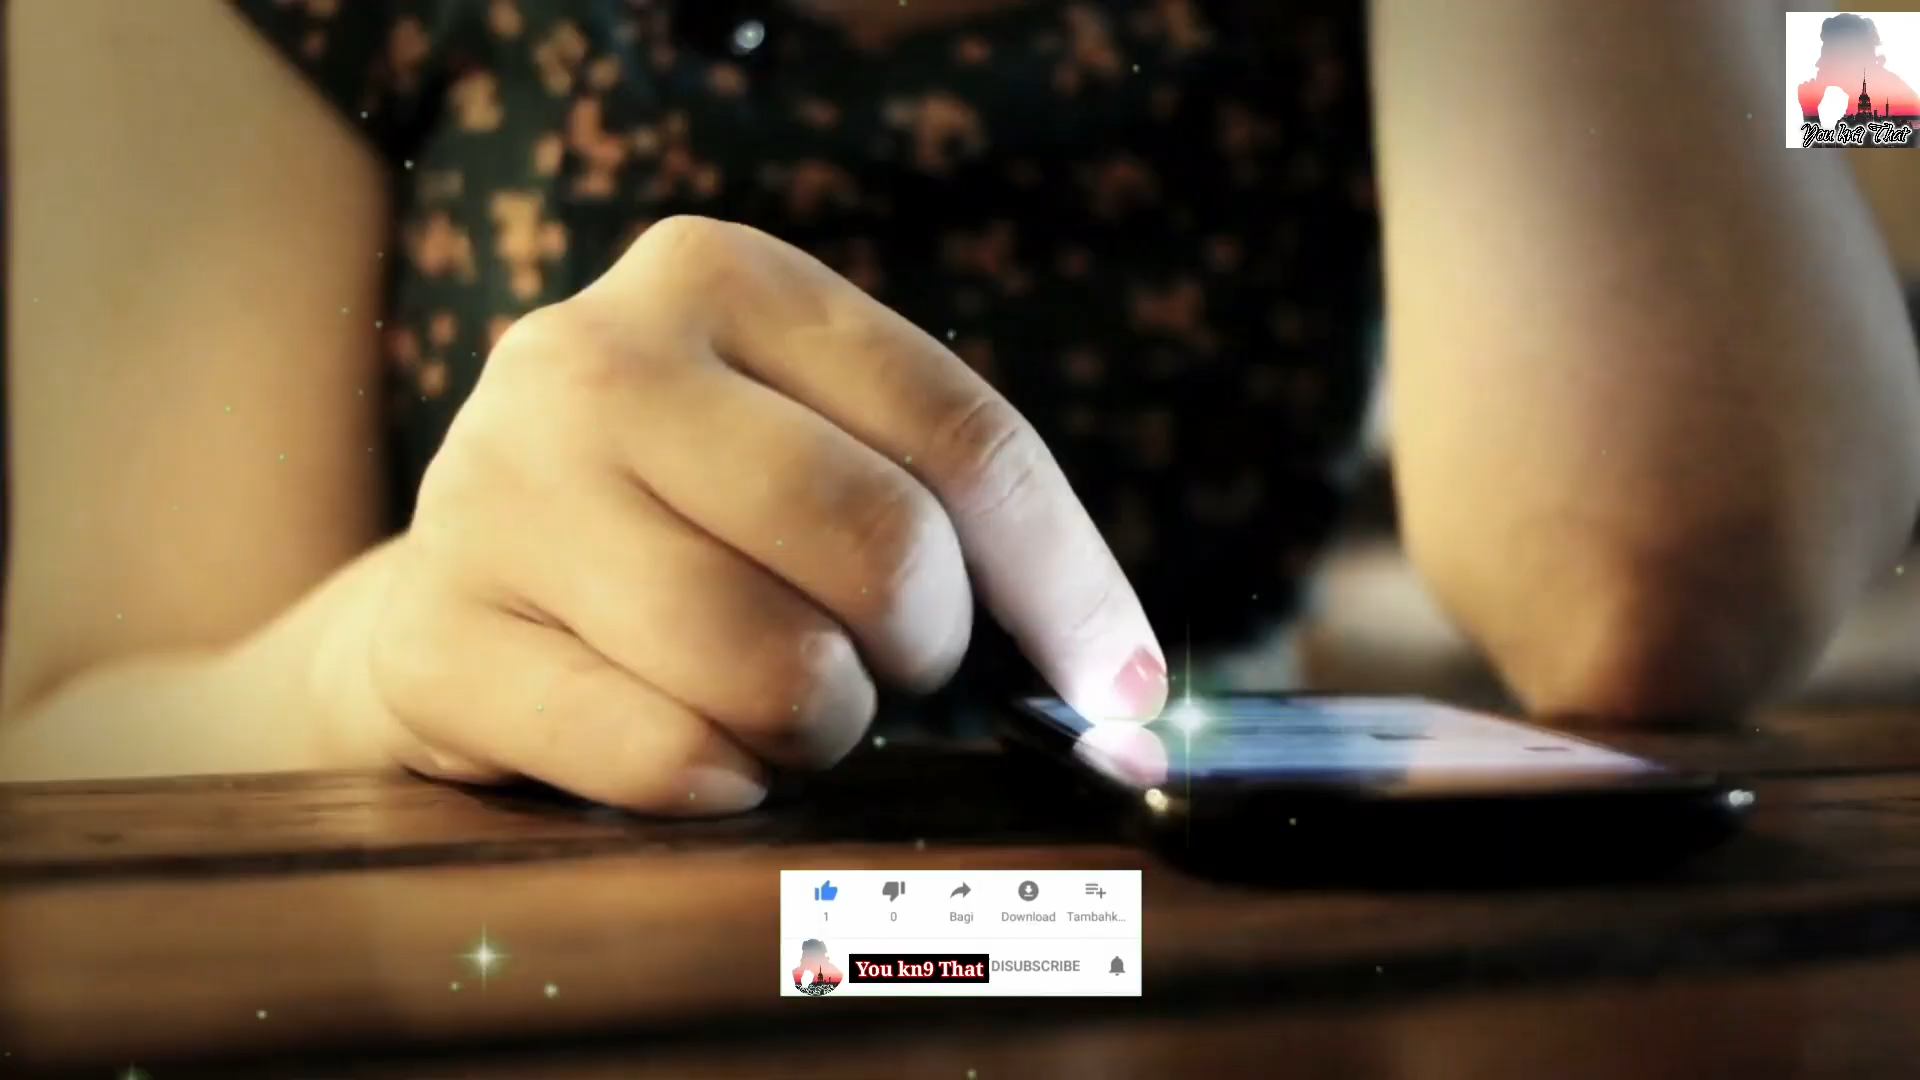 You kn9 That
1
0
Bagi
Download
Tambahk...
You kn9 That
DISUBSCRIBE